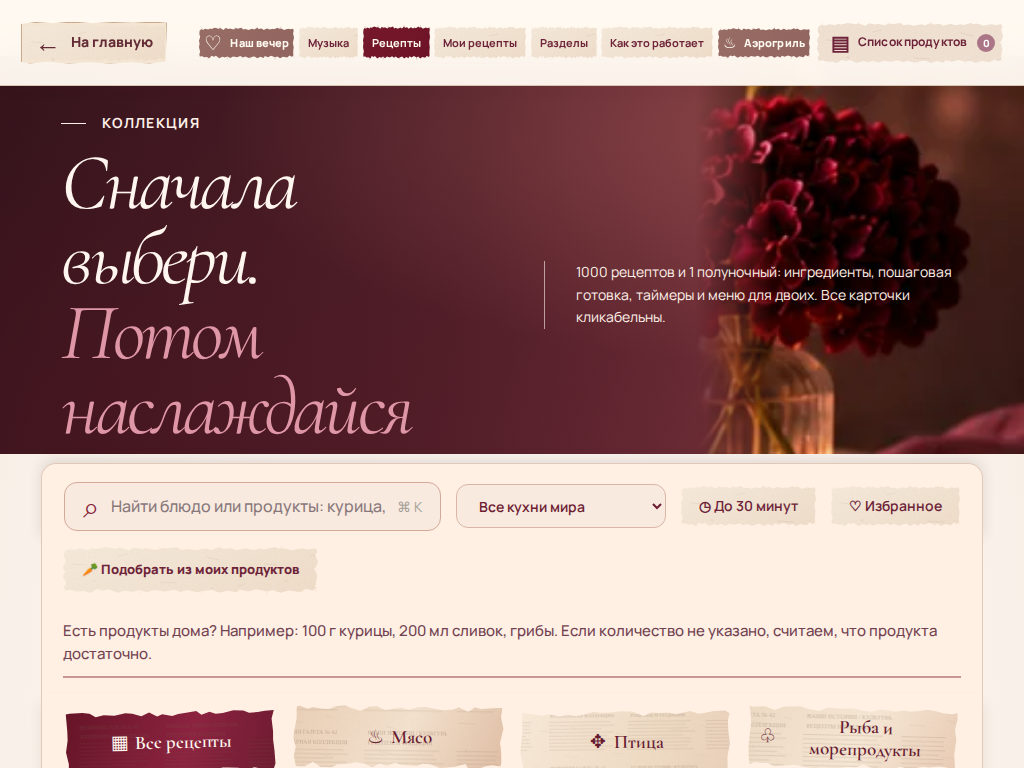 ← На главную
♡ Наш вечер
Музыка
Рецепты
Мои рецепты
Разделы
Как это работает
♨ Аэрогриль
Список продуктов 0
КОЛЛЕКЦИЯ
Сначала
выбери.
Потом
наслаждайся
1000 рецептов и 1 полуночный: ингредиенты, пошаговая
готовка, таймеры и меню для двоих. Все карточки
кликабельны.
Найти блюдо или продукты: курица, ⌘ K
Все кухни мира
До 30 минут
♡ Избранное
🥕 Подобрать из моих продуктов
Есть продукты дома? Например: 100 г курицы, 200 мл сливок, грибы. Если количество не указано, считаем, что продукта
достаточно.
Все рецепты
♨ Мясо
Птица
Рыба и
морепродукты